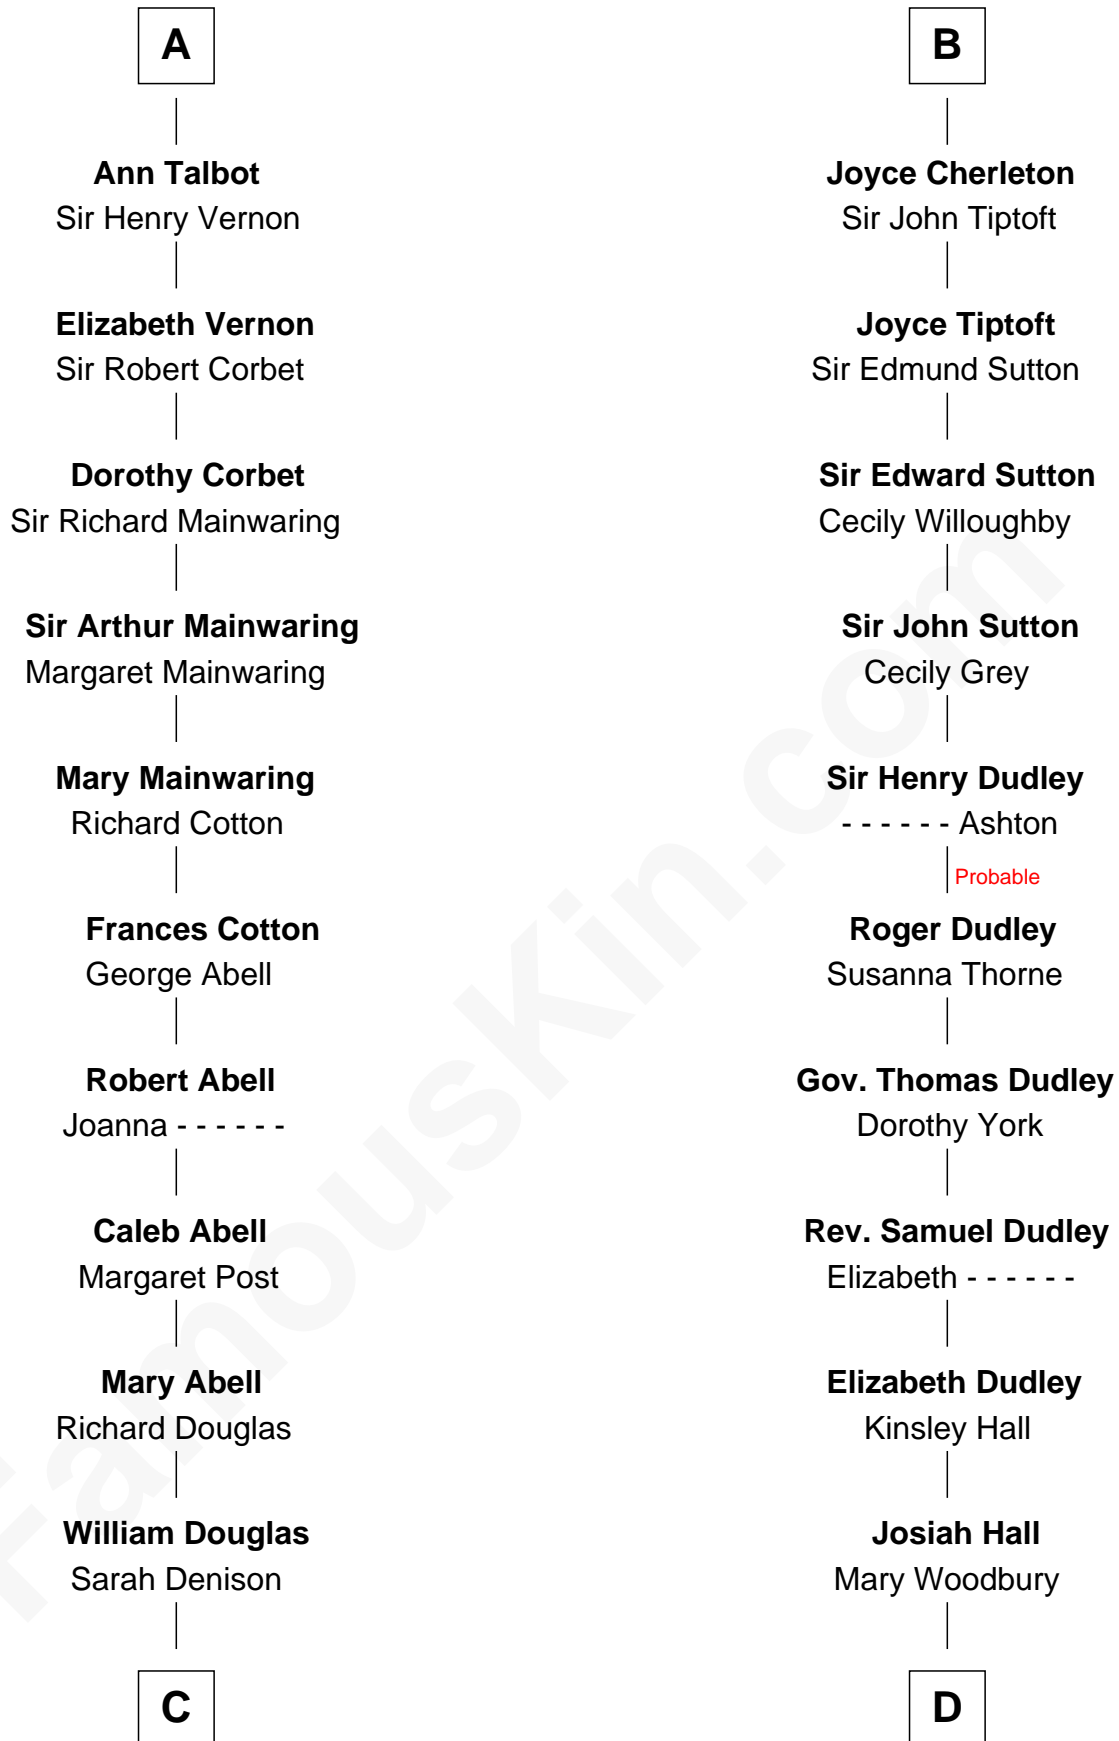 A
Ann Talbot
Sir Henry Vernon
Elizabeth Vernon
Sir Robert Corbet
Dorothy Corbet
Sir Richard Mainwaring
Sir Arthur Mainwaring
Margaret Mainwaring
Mary Mainwaring
Richard Cotton
Frances Cotton
George Abell
Robert Abell
Joanna - - - - - -
Caleb Abell
Margaret Post
Mary Abell
Richard Douglas
William Douglas
Sarah Denison
C
B
Joyce Cherleton
Sir John Tiptoft
Joyce Tiptoft
Sir Edmund Sutton
Sir Edward Sutton
Cecily Willoughby
Sir John Sutton
Cecily Grey
Sir Henry Dudley
- - - - - - Ashton
Probable
Roger Dudley
Susanna Thorne
Gov. Thomas Dudley
Dorothy York
Rev. Samuel Dudley
Elizabeth - - - - - -
Elizabeth Dudley
Kinsley Hall
Josiah Hall
Mary Woodbury
D
FamousKin.com